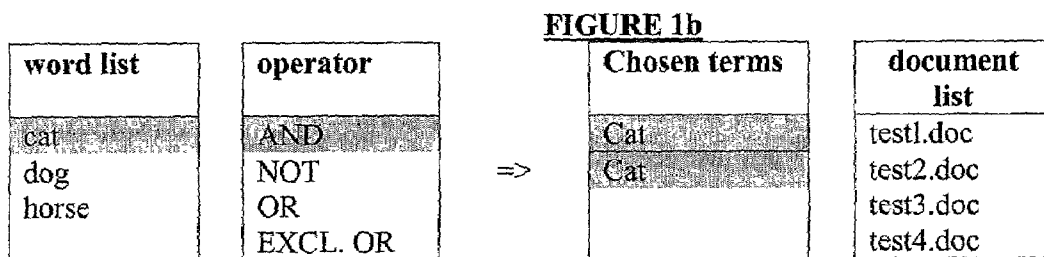 FIGURE 1b
word list
cat
dog
horse
operator
AND
NOT
OR
EXCL. OR
=>
Chosen terms
Cat
Cat
document
list
test1.doc
test2.doc
test3.doc
test4.doc